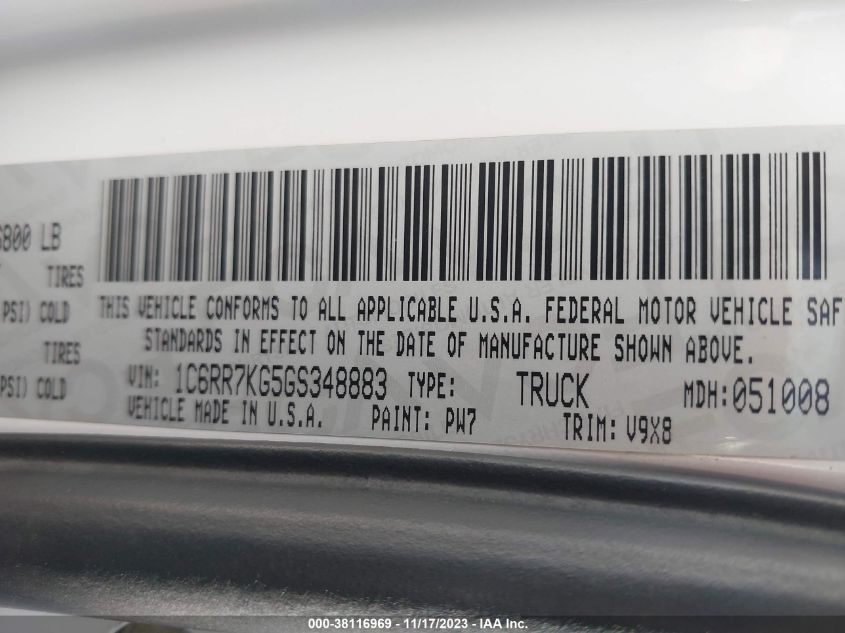 6800 LB
TIRES
PSI) COLD
TIRES
PSI) COLD
THIS VEHICLE CONFORMS TO ALL APPLICABLE U.S.A. FEDERAL MOTOR VEHICLE SAF
STANDARDS IN EFFECT ON THE DATE OF MANUFACTURE SHOWN ABOVE.
VIN: 1C6RR7KG5GS348883 TYPE: TRUCK MDH:051008
VEHICLE MADE IN U.S.A. PAINT: PW7 TRIM: V9X8
000-38116969 - 11/17/2023 - IAA Inc.